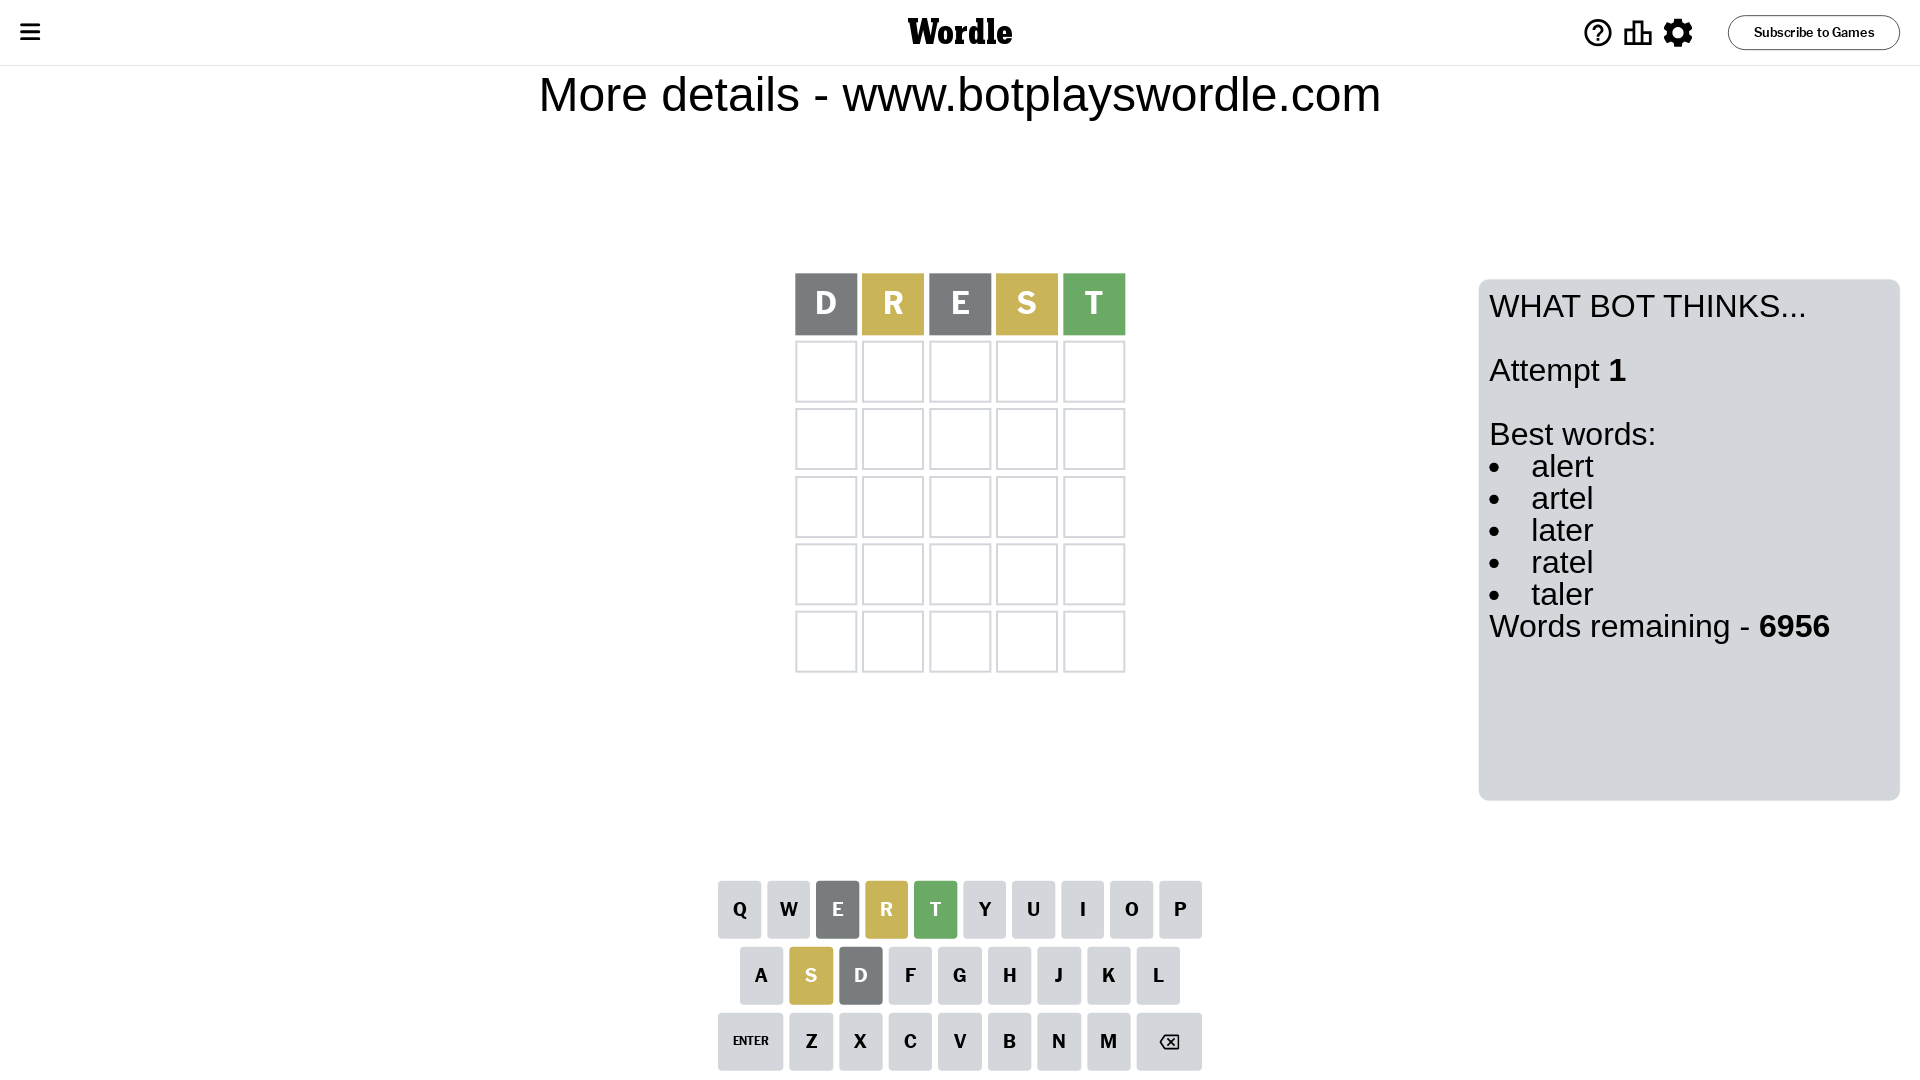 Wordle
Subscribe to Games
More details - www.botplayswordle.com
D R E S T
WHAT BOT THINKS...
Attempt 1
Best words:
• alert
• artel
• later
• ratel
• taler
Words remaining - 6956
Q W E R T Y U I O P
A S D F G H J K L
ENTER Z X C V B N M